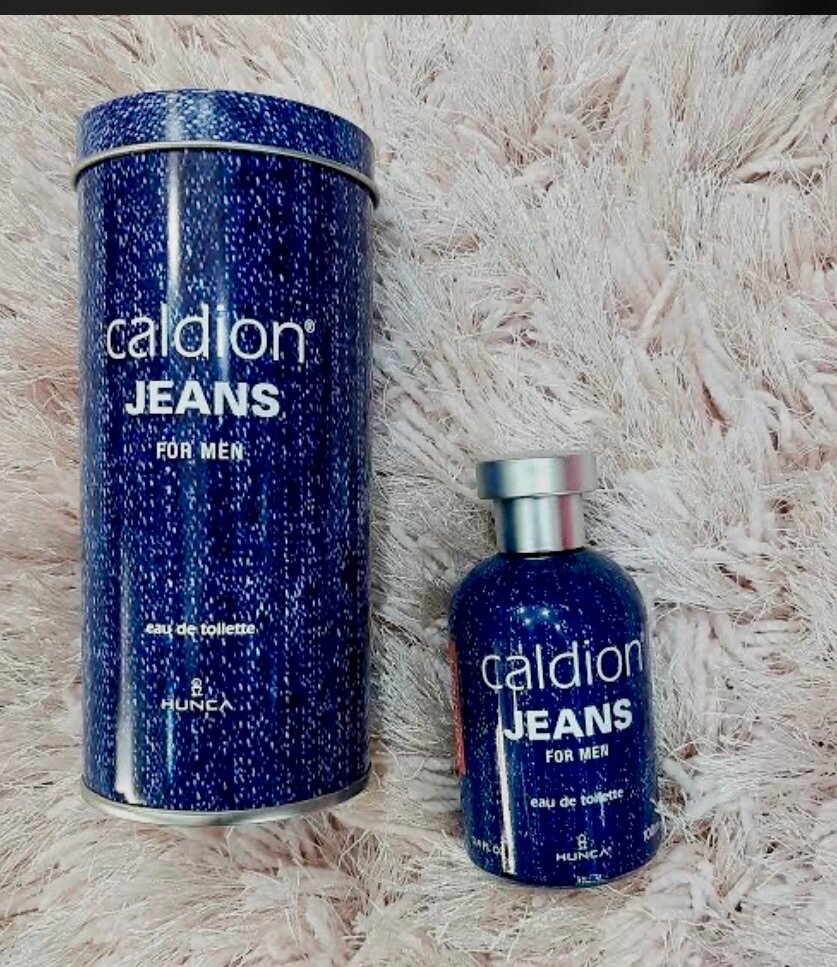 caldion®
JEANS
FOR MEN
eau de toilette
HUNCA
caldion
JEANS
FOR MEN
eau de toilette
HUNCA